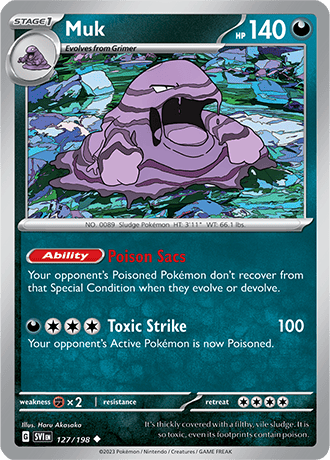 STAGE 1 Muk HP 140
Evolves from Grimer
NO. 0089 Sludge Pokémon HT: 3'11" WT: 66.1 lbs.
Ability Poison Sacs
Your opponent's Poisoned Pokémon don't recover from
that Special Condition when they evolve or devolve.
Toxic Strike 100
Your opponent's Active Pokémon is now Poisoned.
weakness ×2 resistance retreat
Illus. Haru Akasaka
G SVI EN 127/198
It's thickly covered with a filthy, vile sludge. It is
so toxic, even its footprints contain poison.
©2023 Pokémon / Nintendo / Creatures / GAME FREAK